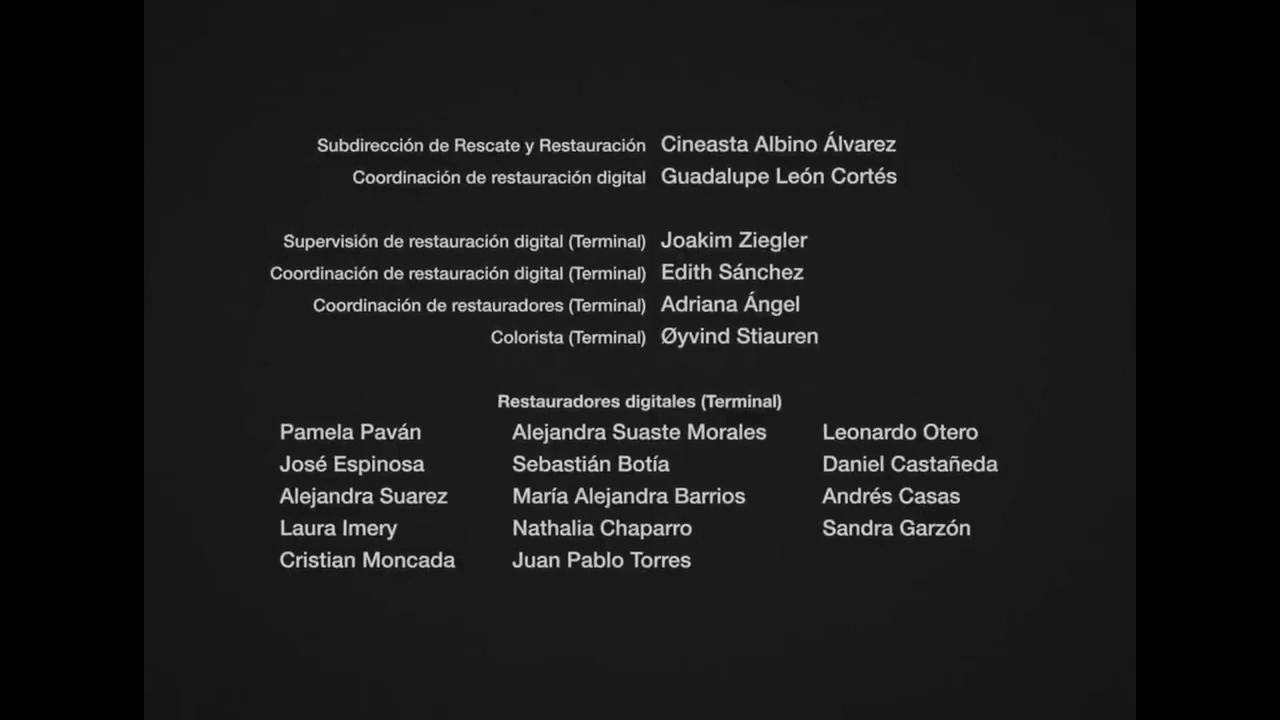 Subdirección de Rescate y Restauración Cineasta Albino Álvarez
Coordinación de restauración digital Guadalupe León Cortés
Supervisión de restauración digital (Terminal) Joakim Ziegler
Coordinación de restauración digital (Terminal) Edith Sánchez
Coordinación de restauradores (Terminal) Adriana Ángel
Colorista (Terminal) Øyvind Stiauren
Restauradores digitales (Terminal)
Pamela Paván Alejandra Suaste Morales Leonardo Otero
José Espinosa Sebastián Botía Daniel Castañeda
Alejandra Suarez María Alejandra Barrios Andrés Casas
Laura Imery Nathalia Chaparro Sandra Garzón
Cristian Moncada Juan Pablo Torres